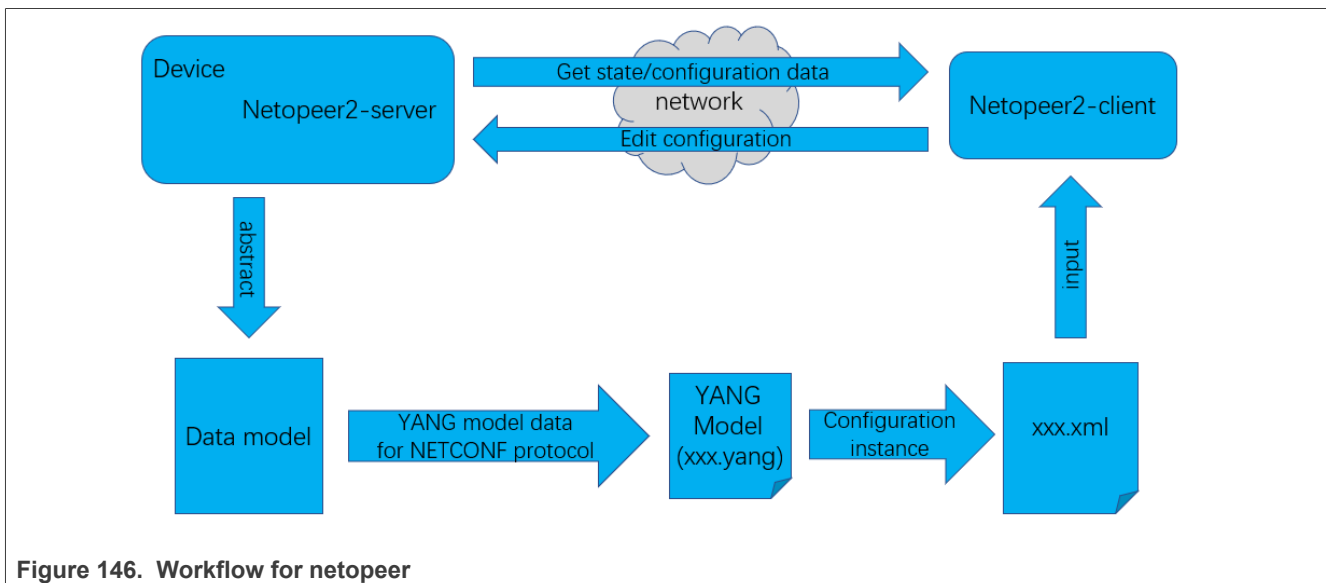 Device
Netopeer2-server
Get state/configuration data
network
Edit configuration
Netopeer2-client
abstract
input
Data model
YANG model data
for NETCONF protocol
YANG
Model
(xxx.yang)
Configuration
instance
xxx.xml
Figure 146. Workflow for netopeer